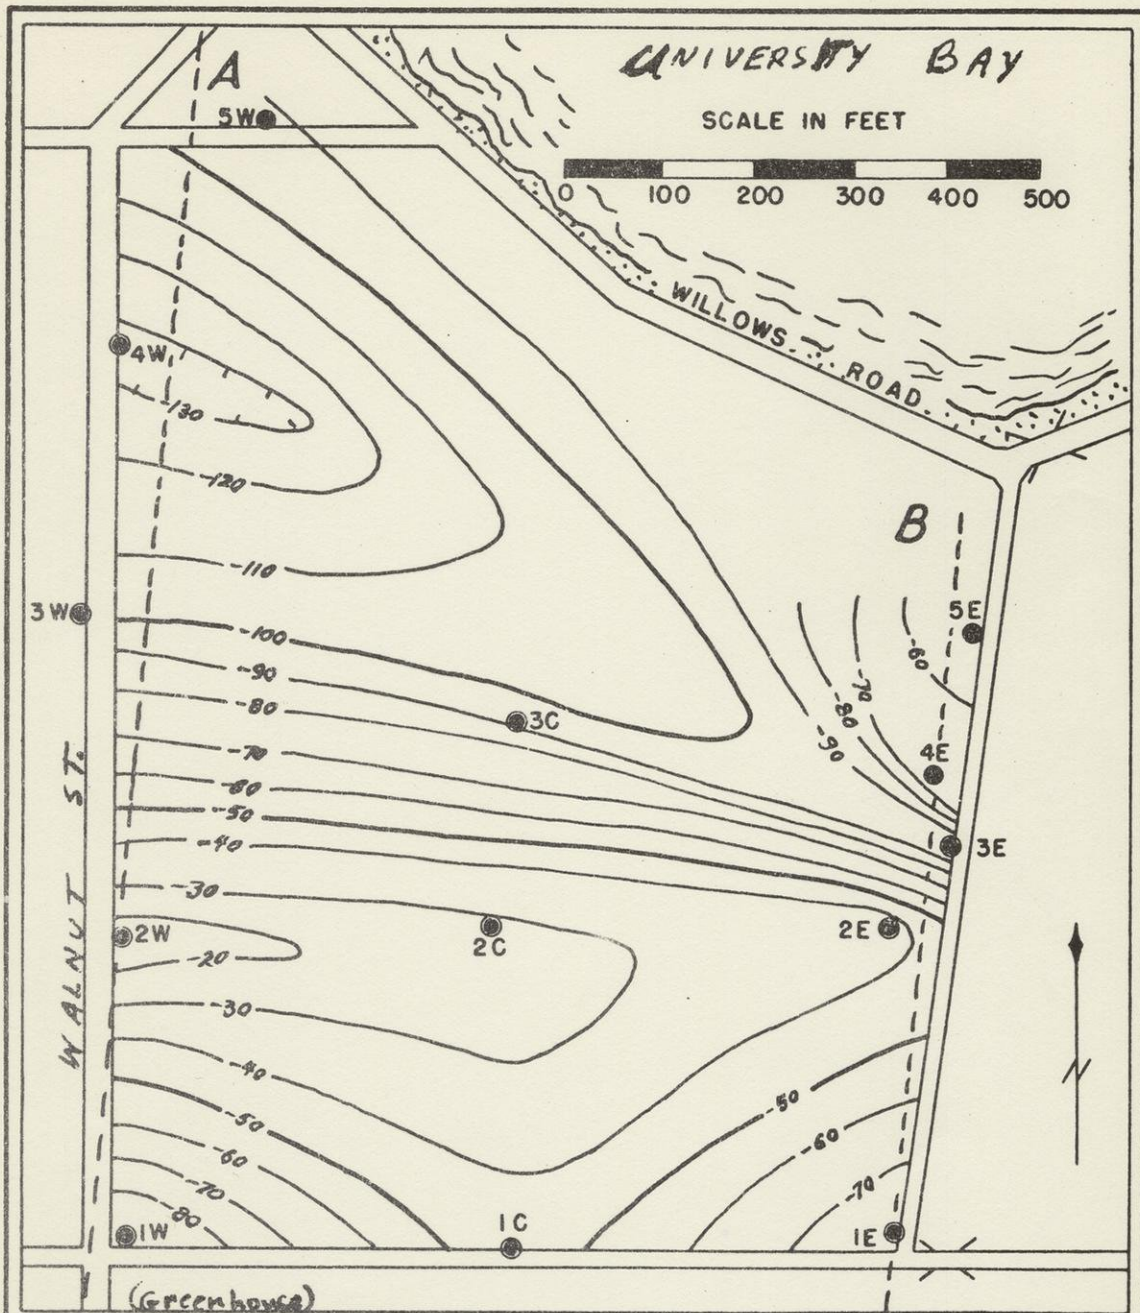 UNIVERSITY BAY
SCALE IN FEET
0 100 200 300 400 500
A
5W
WILLOWS ROAD
4W
-130
-120
B
-110
3W
5E
-100
-60
-90
-70
-80
3C
-80
-90
-70
4E
-60
-50
3E
-40
WALNUT ST.
-30
2W
2C
2E
-20
-30
N
-40
-50
-50
-60
-60
-70
-70
-80
1W
1C
1E
(Greenhouse)